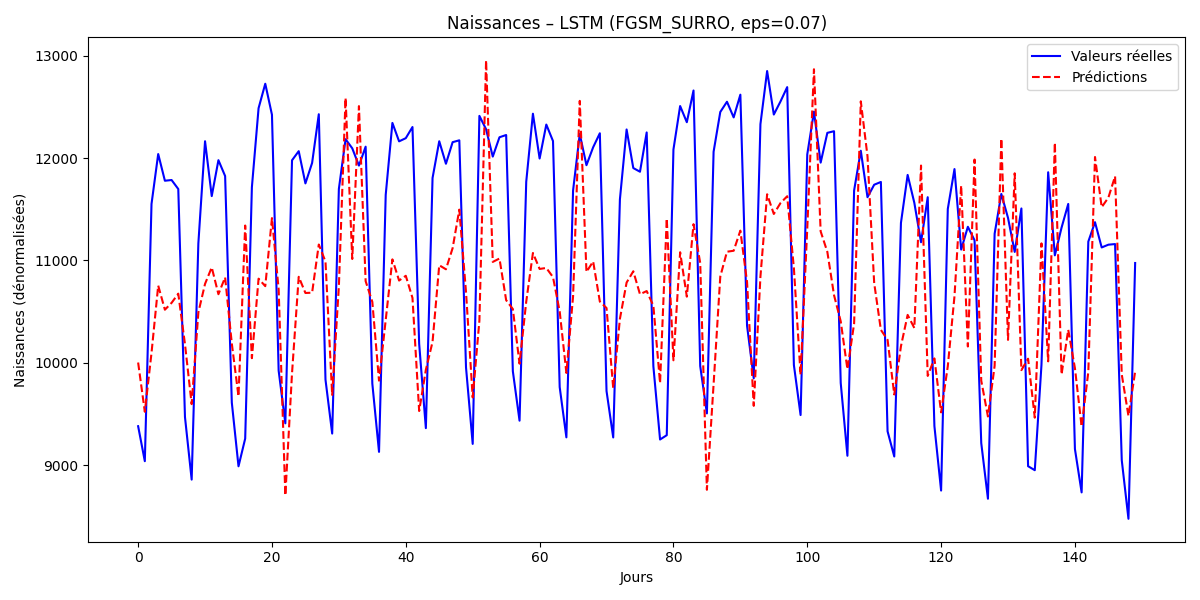 Naissances – LSTM (FGSM_SURRO, eps=0.07)
Valeurs réelles
Prédictions
Naissances (dénormalisées)
13000
12000
11000
10000
9000
0 20 40 60 80 100 120 140
Jours